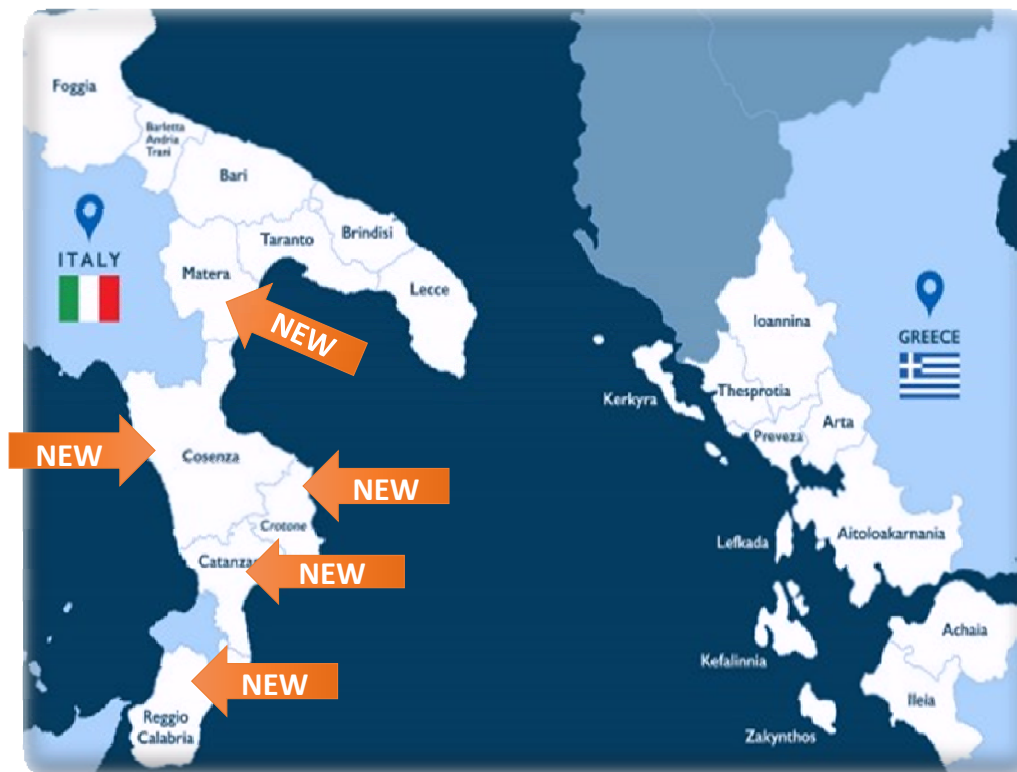 Foggia
Barletta
Andria
Trani
Bari
ITALY
Matera
Taranto
Brindisi
Lecce
NEW
NEW
Cosenza
NEW
Crotone
Catanza
NEW
NEW
Reggio
Calabria
Ioannina
GREECE
Thesprotia
Kerkyra
Arta
Preveza
Lefkada
Aitoloakarnania
Achaia
Kefalinnia
Ileia
Zakynthos